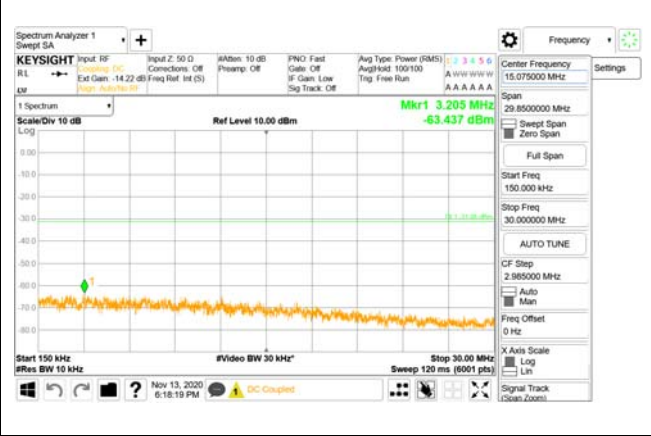 Spectrum Analyzer 1
Swept SA
+
Frequency
KEYSIGHT
RL
Input: RF
Coupling: DC
Ext Gain: -14.22 dB
Align: Auto/No RF
Input Z: 50 Ω
Corrections: Off
Freq Ref: Int (S)
#Atten: 10 dB
Preamp: Off
PNO: Fast
Gate: Off
IF Gain: Low
Sig Track: Off
Avg Type: Power (RMS)
Avg|Hold: 100/100
Trig: Free Run
1 2 3 4 5 6
A W W W W W
A A A A A A
1 Spectrum
Scale/Div 10 dB
Log
Ref Level 10.00 dBm
Mkr1 3.205 MHz
-63.437 dBm
0.00
-10.0
-20.0
-30.0
-40.0
-50.0
-60.0
-70.0
-80.0
1
Start 150 kHz
#Res BW 10 kHz
#Video BW 30 kHz*
Stop 30.00 MHz
Sweep 120 ms (6001 pts)
Nov 13, 2020
6:18:19 PM
DC Coupled
Center Frequency
15.075000 MHz
Settings
Span
29.8500000 MHz
Swept Span
Zero Span
Full Span
Start Freq
150.000 kHz
Stop Freq
30.000000 MHz
AUTO TUNE
CF Step
2.985000 MHz
Auto
Man
Freq Offset
0 Hz
X Axis Scale
Log
Lin
Signal Track
(Span Zoom)